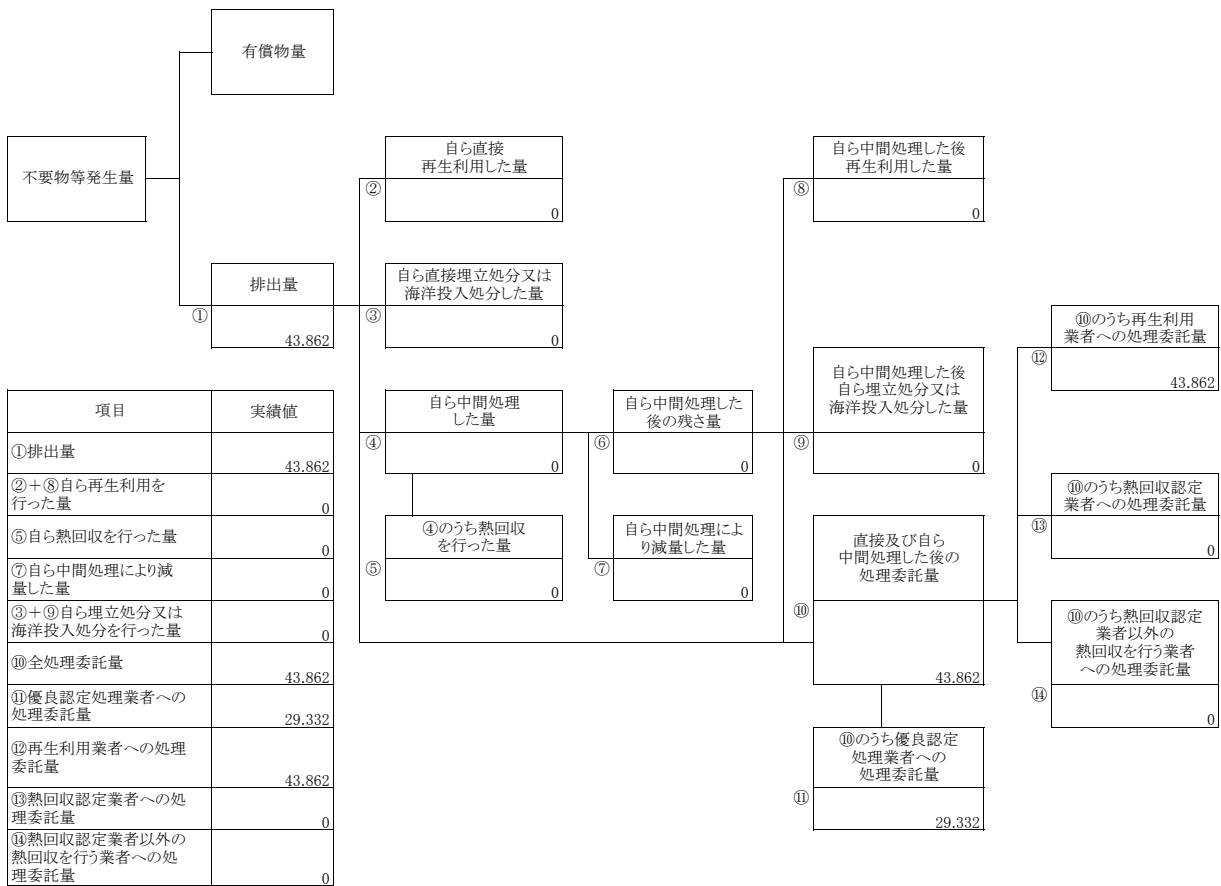 有償物量
不要物等発生量
自ら直接
再生利用した量
②
0
自ら中間処理した後
再生利用した量
⑧
0
排出量
①
43.862
自ら直接埋立処分又は
海洋投入処分した量
③
0
⑩のうち再生利用
業者への処理委託量
⑫
43.862
自ら中間処理
した量
④
0
自ら中間処理した
後の残さ量
⑥
0
自ら中間処理した後
自ら埋立処分又は
海洋投入処分した量
⑨
0
⑩のうち熱回収認定
業者への処理委託量
⑬
0
④のうち熱回収
を行った量
⑤
0
自ら中間処理によ
り減量した量
⑦
0
直接及び自ら
中間処理した後の
処理委託量
⑩
43.862
⑩のうち熱回収認定
業者以外の
熱回収を行う業者
への処理委託量
⑭
0
⑩のうち優良認定
処理業者への
処理委託量
⑪
29.332
項目 実績値
①排出量
43.862
②+⑧自ら再生利用を
行った量
0
⑤自ら熱回収を行った量
0
⑦自ら中間処理により減
量した量
0
③+⑨自ら埋立処分又は
海洋投入処分を行った量
0
⑩全処理委託量
43.862
⑪優良認定処理業者への
処理委託量
29.332
⑫再生利用業者への処理
委託量
43.862
⑬熱回収認定業者への処
理委託量
0
⑭熱回収認定業者以外の
熱回収を行う業者への処
理委託量
0